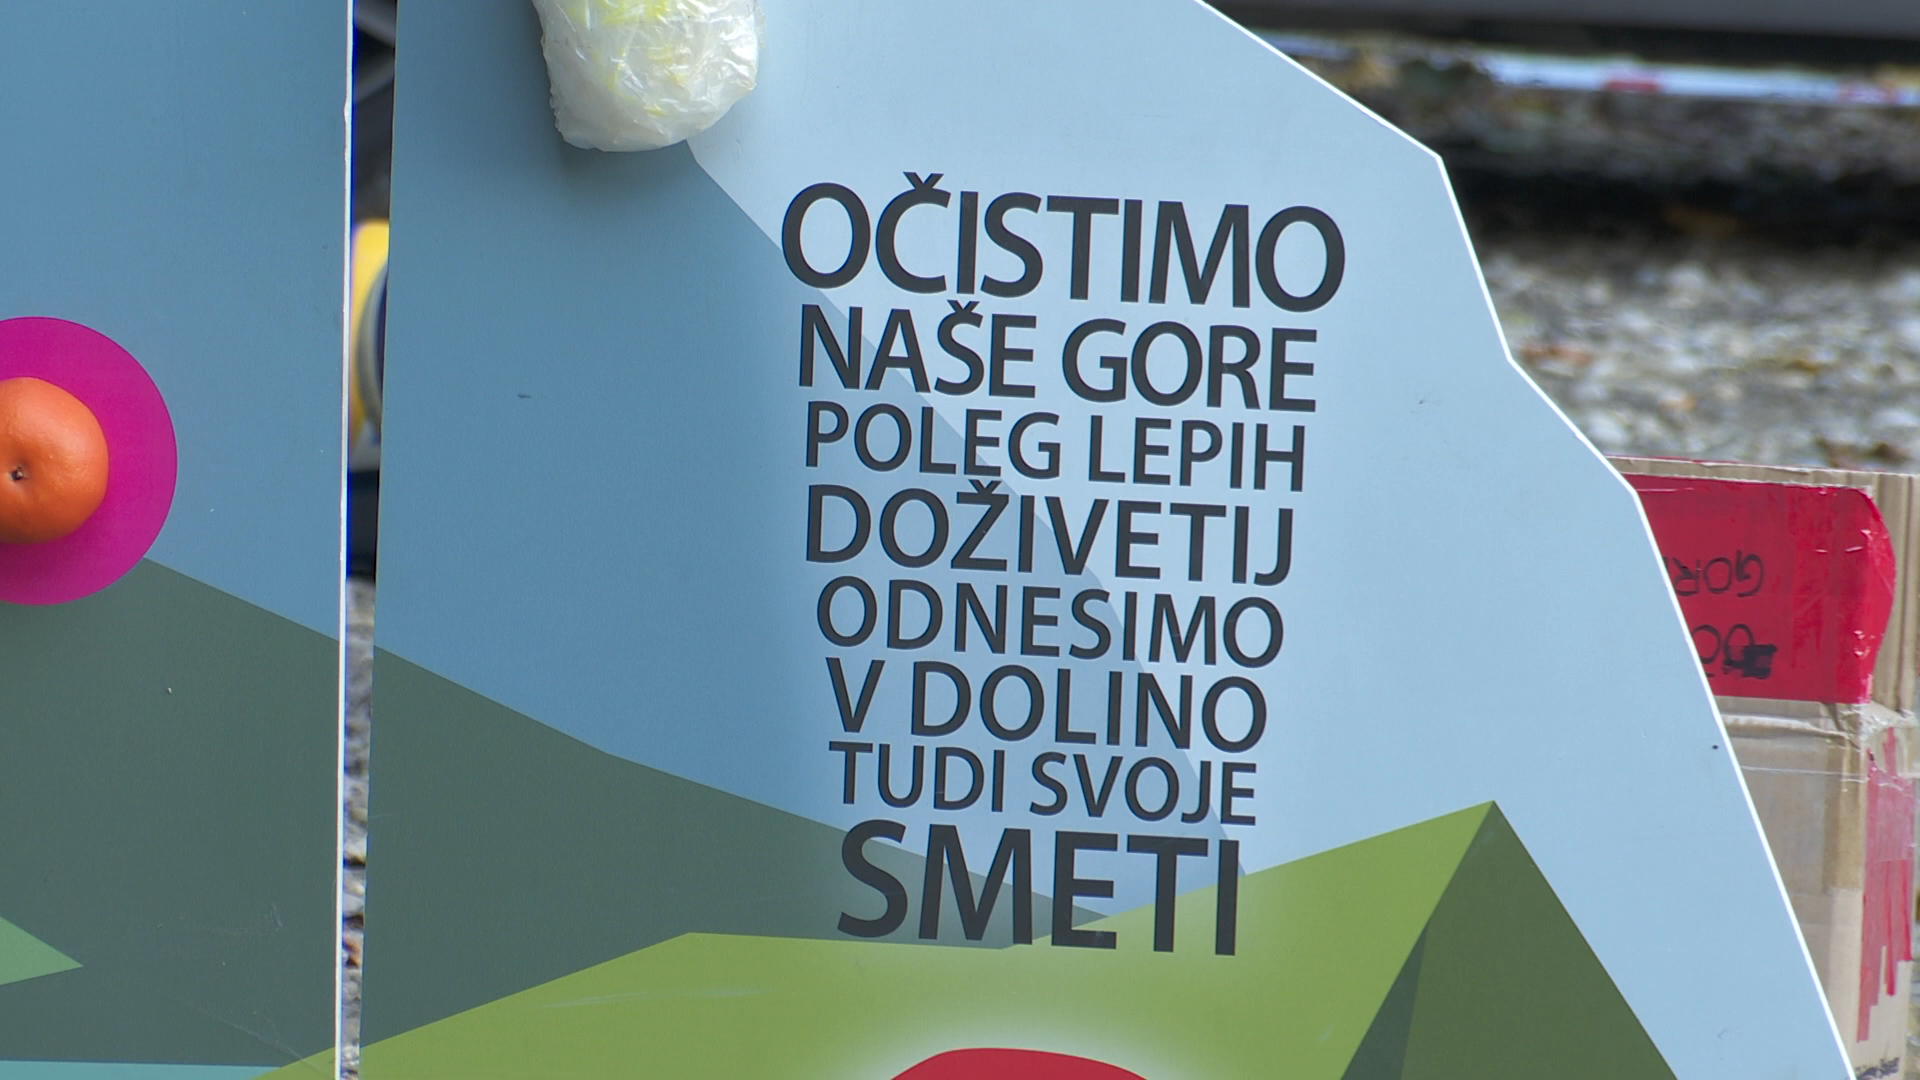 OČISTIMO
NAŠE GORE
POLEG LEPIH
DOŽIVETIJ
ODNESIMO
V DOLINO
TUDI SVOJE
SMETI